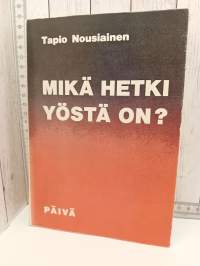 Tapio Nousiainen
MIKÄ HETKI
YÖSTÄ ON?
PÄIVÄ